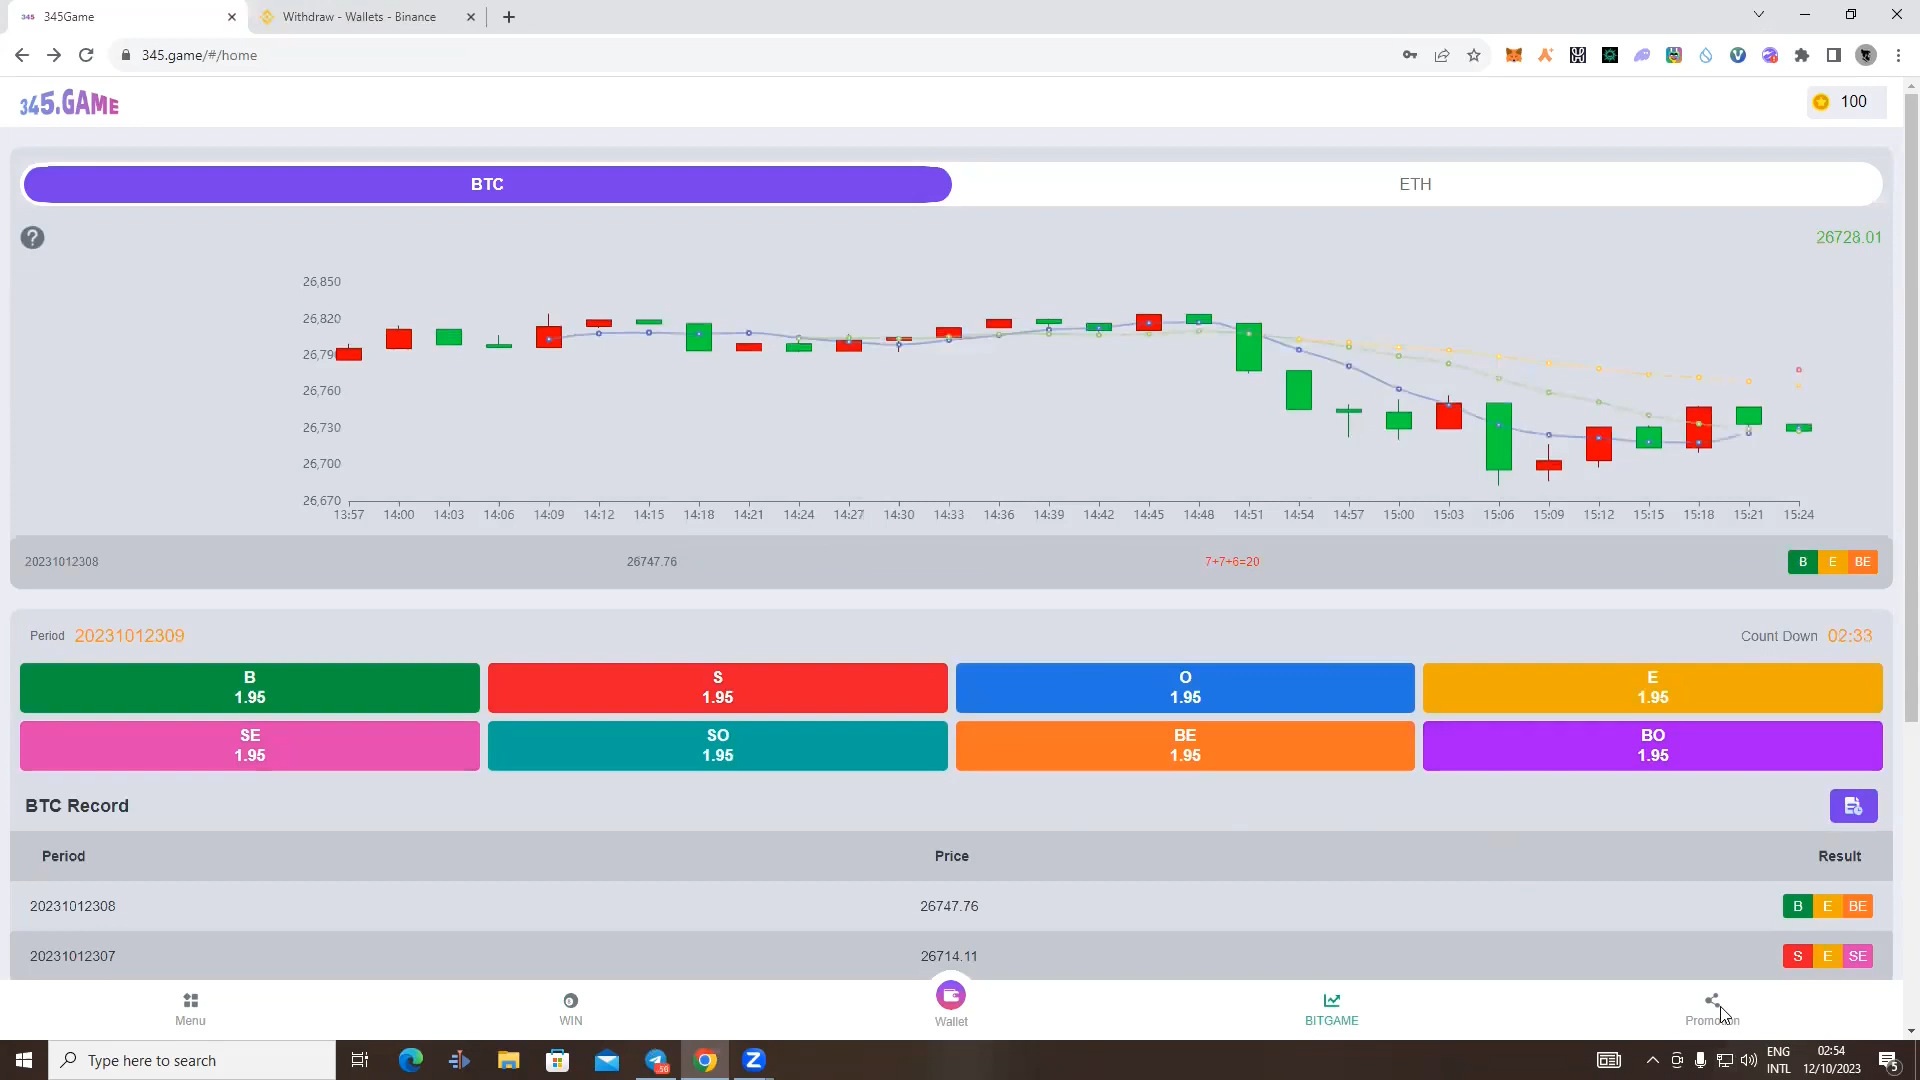 345 345Game
Withdraw - Wallets - Binance
345.game/#/home
345.GAME
100
BTC
ETH
?
26728.01
26,850
26,820
26,790
26,760
26,730
26,700
26,670
13:57 14:00 14:03 14:06 14:09 14:12 14:15 14:18 14:21 14:24 14:27 14:30 14:33 14:36 14:39 14:42 14:45 14:48 14:51 14:54 14:57 15:00 15:03 15:06 15:09 15:12 15:15 15:18 15:21 15:24
20231012308 26747.76 7+7+6=20 B E BE
Period 20231012309 Count Down 02:33
B S O E
1.95 1.95 1.95 1.95
SE SO BE BO
1.95 1.95 1.95 1.95
BTC Record
Period Price Result
20231012308 26747.76 B E BE
20231012307 26714.11 S E SE
Menu WIN Wallet BITGAME Promotion
Type here to search
ENG
INTL
02:54
12/10/2023
5